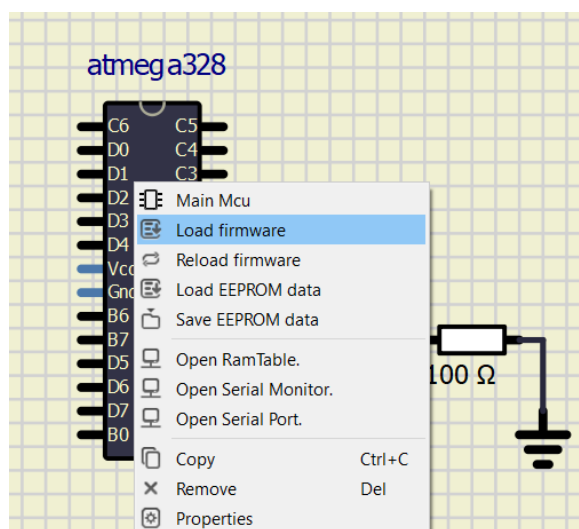 atmega328
C6 C5
D0 C4
D1 C3
D2
D3
D4
Vcc
Gnd
B6
B7
D5
D6
D7
B0
Main Mcu
Load firmware
Reload firmware
Load EEPROM data
Save EEPROM data
Open RamTable.
Open Serial Monitor.
Open Serial Port.
Copy Ctrl+C
Remove Del
Properties
100 Ω